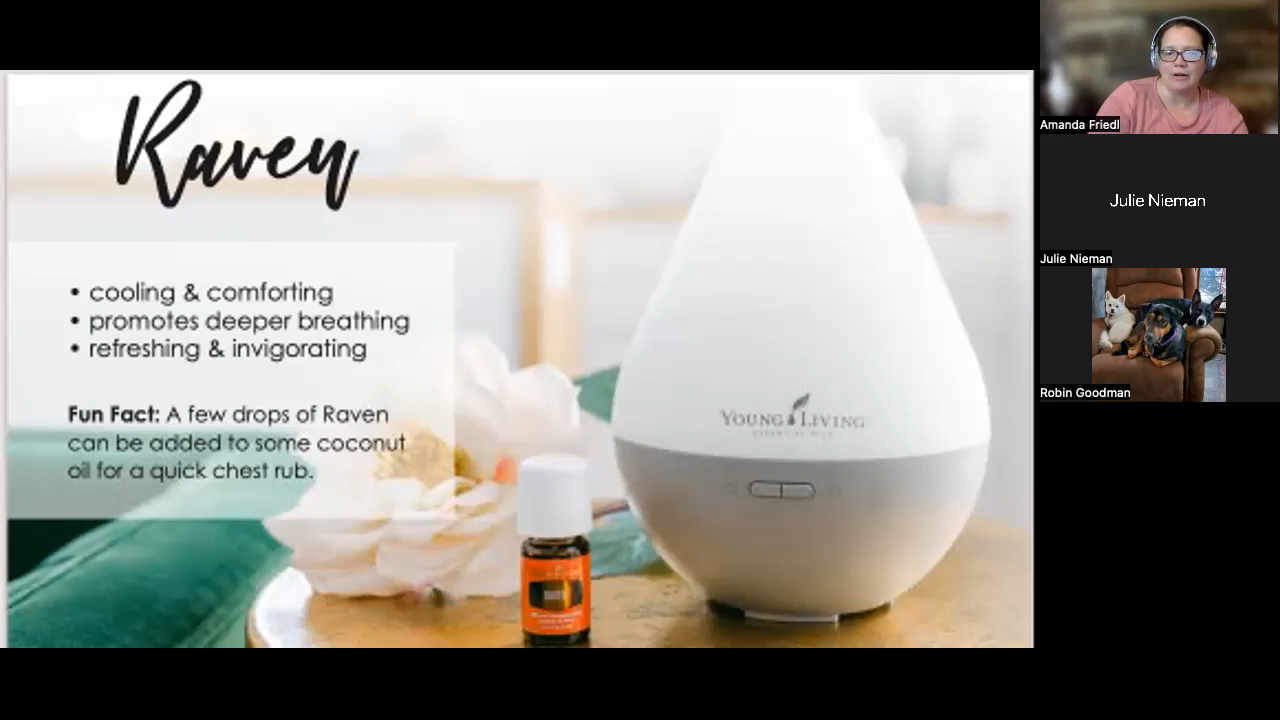 Raven
• cooling & comforting
• promotes deeper breathing
• refreshing & invigorating
Fun Fact: A few drops of Raven
can be added to some coconut
oil for a quick chest rub.
YOUNG LIVING
Amanda Friedl
Julie Nieman
Julie Nieman
Robin Goodman